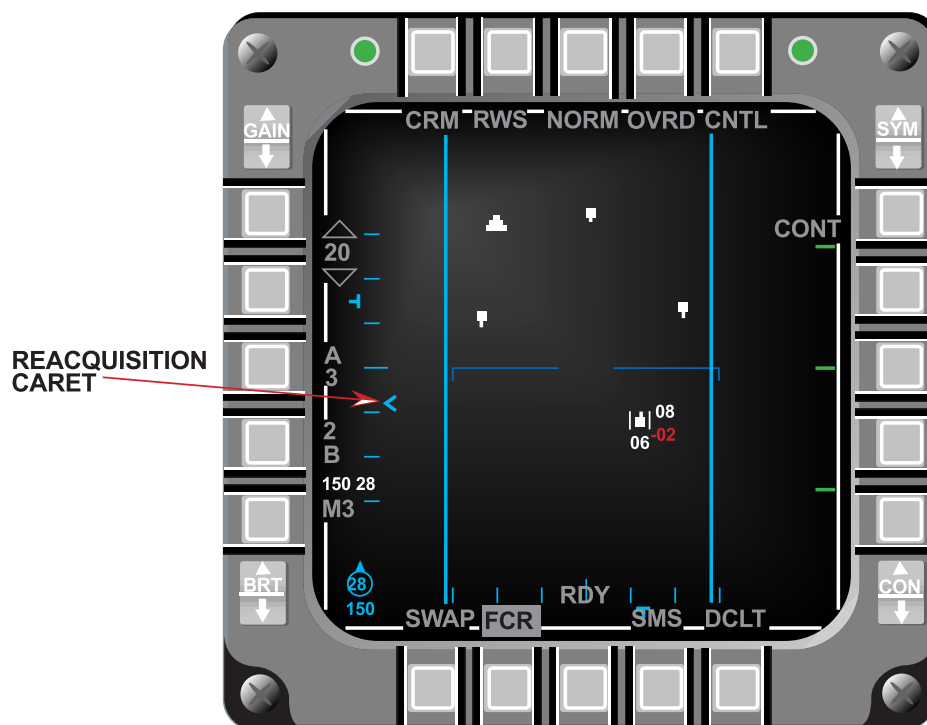 CRM RWS NORM OVRD CNTL
GAIN
SYM
CONT
20
REACQUISITION
CARET
A
3
08
2
06 -02
B
150 28
M3
28
BRT
CON
150
RDY
SWAP FCR SMS DCLT